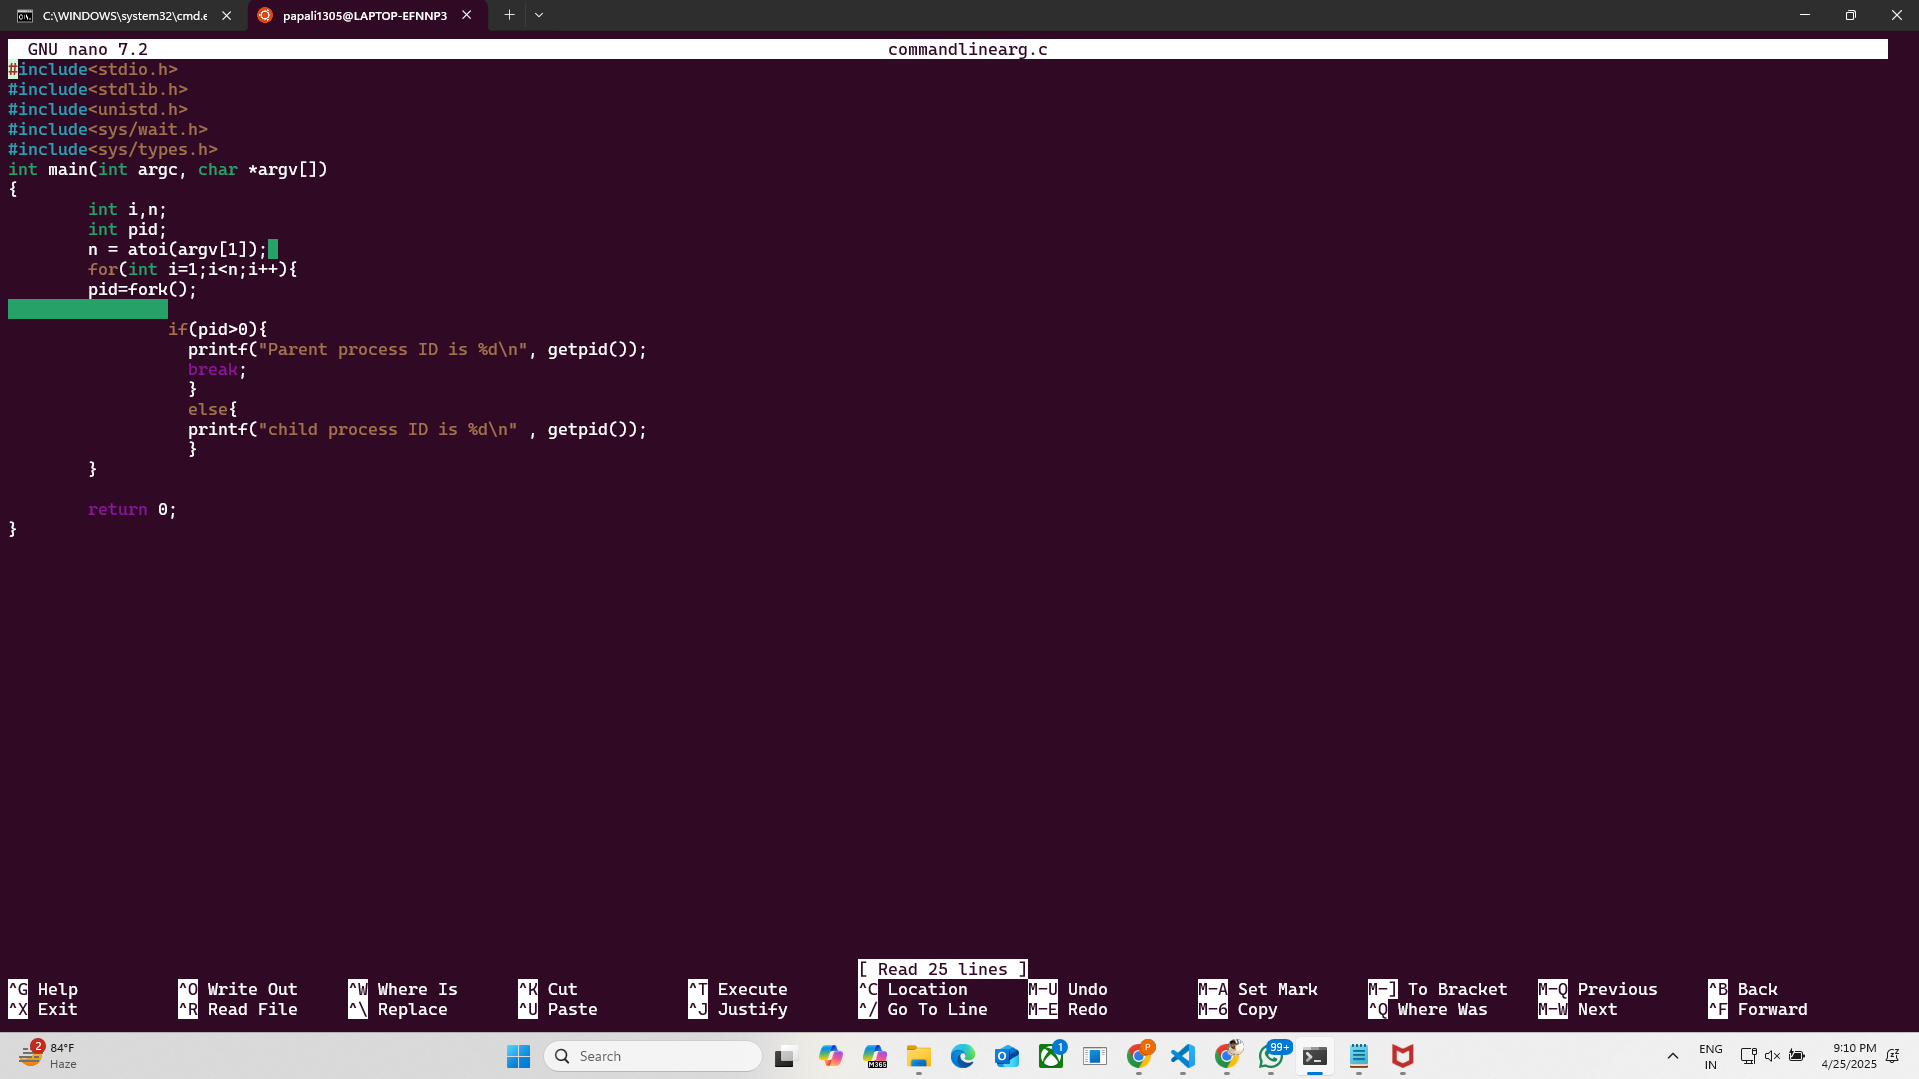 C:\WINDOWS\system32\cmd.e
papali1305@LAPTOP-EFNNP3
GNU nano 7.2 commandlinearg.c
#include<stdio.h>
#include<stdlib.h>
#include<unistd.h>
#include<sys/wait.h>
#include<sys/types.h>
int main(int argc, char *argv[])
{
int i,n;
int pid;
n = atoi(argv[1]);
for(int i=1;i<n;i++){
pid=fork();
if(pid>0){
printf("Parent process ID is %d\n", getpid());
break;
}
else{
printf("child process ID is %d\n" , getpid());
}
}
return 0;
}
[ Read 25 lines ]
^G Help ^O Write Out ^W Where Is ^K Cut ^T Execute ^C Location M-U Undo M-A Set Mark M-] To Bracket M-Q Previous ^B Back
^X Exit ^R Read File ^\ Replace ^U Paste ^J Justify ^/ Go To Line M-E Redo M-6 Copy ^Q Where Was M-W Next ^F Forward
2
84°F
Haze
Search
M365
1
P
99+
ENG
IN
9:10 PM
4/25/2025